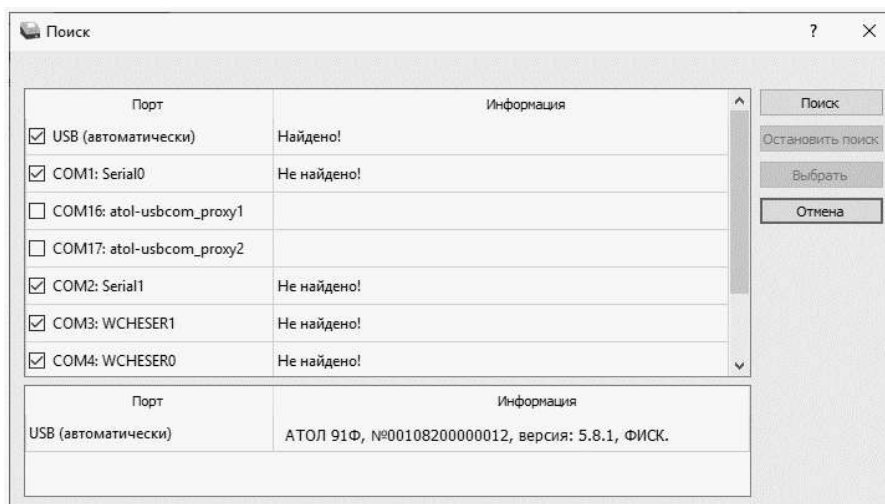 Поиск
? ×
Порт Информация
USB (автоматически) Найдено!
COM1: Serial0 Не найдено!
COM16: atol-usbcom_proxy1
COM17: atol-usbcom_proxy2
COM2: Serial1 Не найдено!
COM3: WCHESER1 Не найдено!
COM4: WCHESER0 Не найдено!
Поиск
Остановить поиск
Выбрать
Отмена
Порт Информация
USB (автоматически) АТОЛ 91Ф, №00108200000012, версия: 5.8.1, ФИСК.